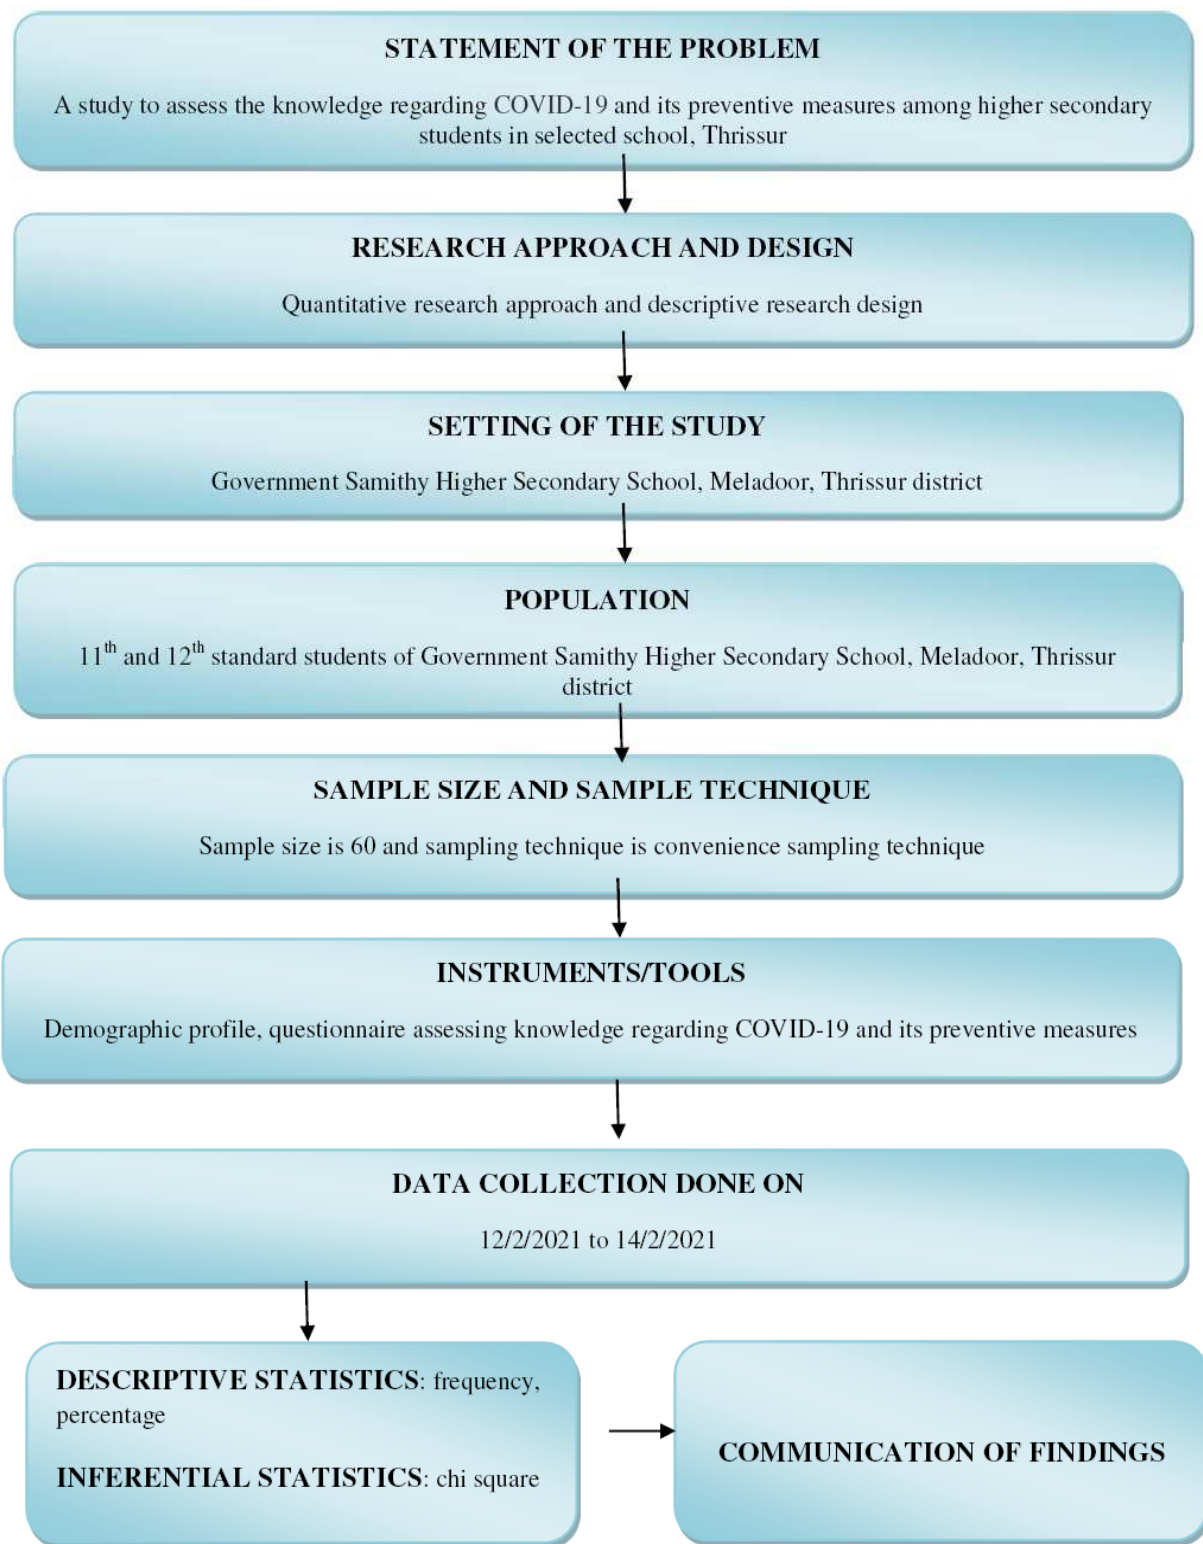 STATEMENT OF THE PROBLEM
A study to assess the knowledge regarding COVID-19 and its preventive measures among higher secondary
students in selected school, Thrissur
RESEARCH APPROACH AND DESIGN
Quantitative research approach and descriptive research design
SETTING OF THE STUDY
Government Samithy Higher Secondary School, Meladoor, Thrissur district
POPULATION
11th and 12th standard students of Government Samithy Higher Secondary School, Meladoor, Thrissur
district
SAMPLE SIZE AND SAMPLE TECHNIQUE
Sample size is 60 and sampling technique is convenience sampling technique
INSTRUMENTS/TOOLS
Demographic profile, questionnaire assessing knowledge regarding COVID-19 and its preventive measures
DATA COLLECTION DONE ON
12/2/2021 to 14/2/2021
DESCRIPTIVE STATISTICS: frequency,
percentage
INFERENTIAL STATISTICS: chi square
COMMUNICATION OF FINDINGS